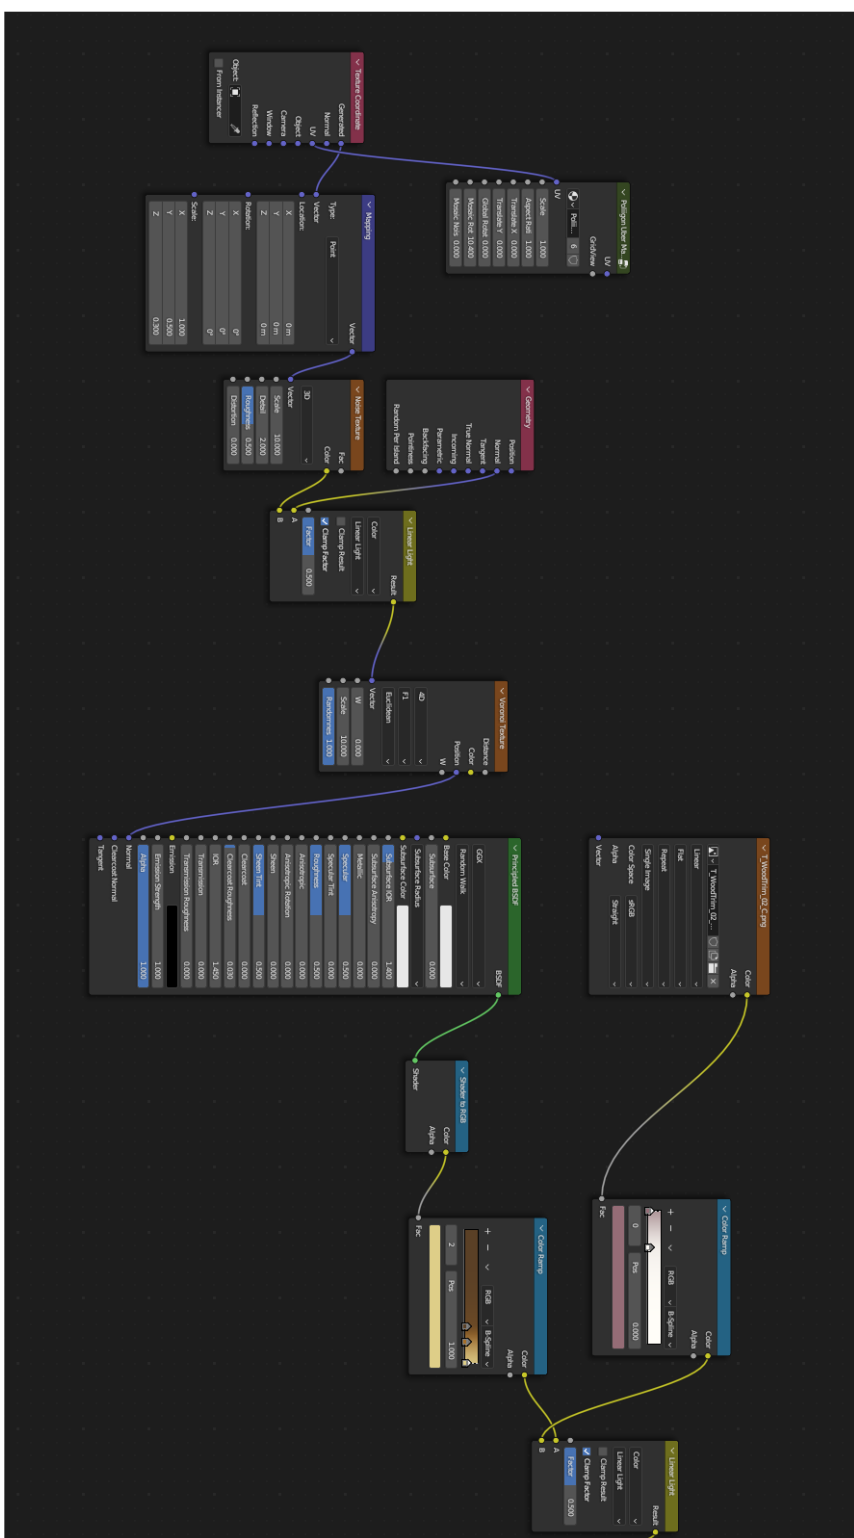 Texture Coordinate
Generated
Normal
UV
Object
Camera
Window
Reflection
Object:
From Instancer
Poliigon Uber Ma...
UV
GridView
Polii...
6
UV
Scale 1.000
Aspect Rati 1.000
Translate X 0.000
Translate Y 0.000
Global Rotat 0.000
Mosaic Rot 10.400
Mosaic Nois 0.000
Mapping
Vector
Type: Point
Vector
Location:
X 0 m
Y 0 m
Z 0 m
Rotation:
X 0°
Y 0°
Z 0°
Scale:
X 1.000
Y 0.500
Z 0.300
Noise Texture
Fac
Color
3D
Vector
Scale 10.000
Detail 2.000
Roughness 0.500
Distortion 0.000
Geometry
Position
Normal
Tangent
True Normal
Incoming
Parametric
Backfacing
Pointiness
Random Per Island
Linear Light
Result
Color
Linear Light
Clamp Result
Clamp Factor
Factor 0.500
A
B
Voronoi Texture
Distance
Color
Position
W
4D
F1
Euclidean
Vector
W 0.000
Scale 10.000
Randomnes 1.000
Principled BSDF
BSDF
GGX
Random Walk
Base Color
Subsurface 0.000
Subsurface Radius
Subsurface Color
Subsurface IOR 1.400
Subsurface Anisotropy 0.000
Metallic 0.000
Specular 0.500
Specular Tint 0.000
Roughness 0.500
Anisotropic 0.000
Anisotropic Rotation 0.000
Sheen 0.000
Sheen Tint 0.500
Clearcoat 0.000
Clearcoat Roughness 0.030
IOR 1.450
Transmission 0.000
Transmission Roughness 0.000
Emission
Emission Strength 1.000
Alpha 1.000
Normal
Clearcoat Normal
Tangent
T_WoodTrim_02_C.png
Color
Alpha
T_WoodTrim_02_...
Linear
Flat
Repeat
Single Image
Color Space sRGB
Alpha Straight
Vector
Shader to RGB
Color
Alpha
Shader
Color Ramp
Color
Alpha
+ − RGB B-Spline
0 Pos 0.000
Fac
Color Ramp
Color
Alpha
+ − RGB B-Spline
2 Pos 1.000
Fac
Linear Light
Result
Color
Linear Light
Clamp Result
Clamp Factor
Factor 0.500
A
B